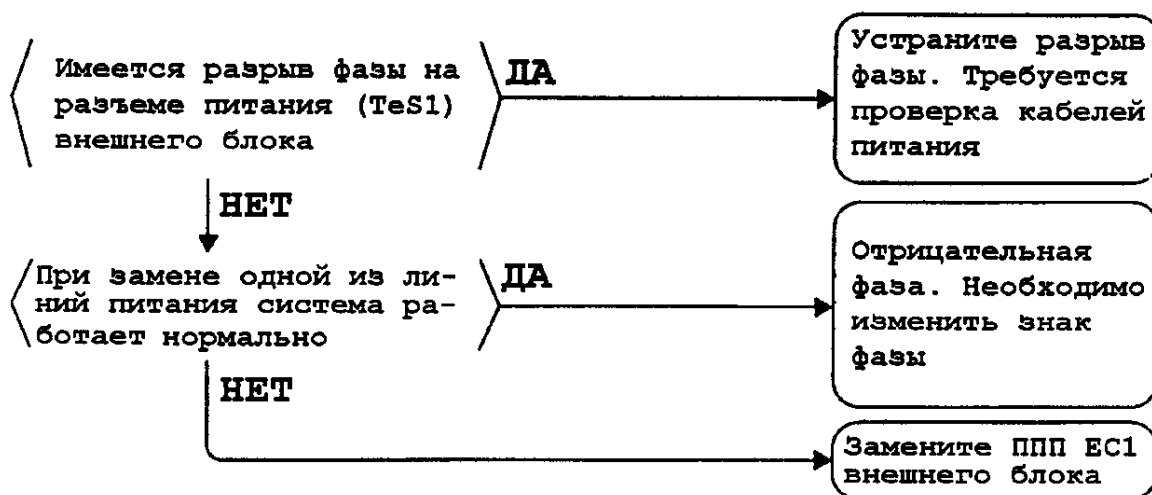 Имеется разрыв фазы на
разъеме питания (TeS1)
внешнего блока
ДА
Устраните разрыв
фазы. Требуется
проверка кабелей
питания
НЕТ
При замене одной из ли-
ний питания система ра-
ботает нормально
ДА
Отрицательная
фаза. Необходимо
изменить знак
фазы
НЕТ
Замените ППП EC1
внешнего блока